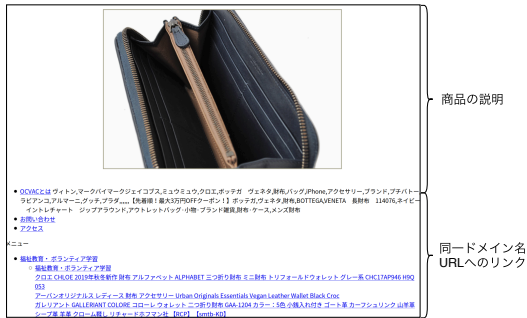 商品の説明
OCVACとは ヴィトン,マークバイマークジェイコブス,ミュウミュウ,クロエ,ボッテガ　ヴェネタ,財布,バッグ,iPhone,アクセサリー,ブランド,プチバトー
ラビアンコ,アルマーニ,グッチ,プラダ,,,,,【先着順！最大3万円OFFクーポン！】ボッテガ,ヴェネタ,財布,BOTTEGA,VENETA　長財布　114076,ネイビー
イントレチャート　ジップアラウンド,アウトレットバッグ･小物･ブランド雑貨,財布･ケース,メンズ財布
お問い合わせ
アクセス
メニュー
同一ドメイン名
URLへのリンク
福祉教育・ ボランティア学習
福祉教育・ボランティア学習
クロエ CHLOE 2019年秋冬新作 財布 アルファベット ALPHABET 三つ折り財布 ミニ財布 トリフォールドウォレット グレー系 CHC17AP946 H9Q
053
アーバンオリジナルス レディース 財布 アクセサリー Urban Originals Essentials Vegan Leather Wallet Black Croc
ガレリアント GALLERIANT COLORE コローレ ウォレット 二つ折り財布 GAA-1204 カラー：5色 小銭入れ付き ゴート革 カーフシュリンク 山羊革
シープ革 羊革 クローム鞣し リチャードホフマン社 【RCP】【smtb-KD】